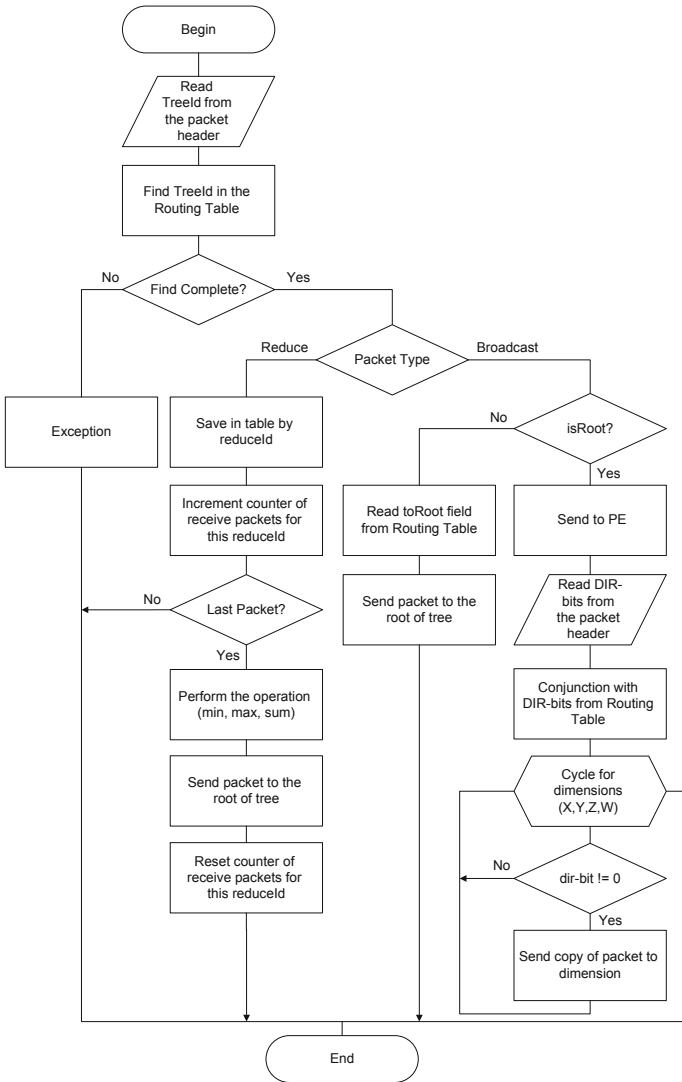 Begin
Read
TreeId from
the packet
header
Find TreeId in the
Routing Table
No
Find Complete?
Yes
Reduce
Packet Type
Broadcast
Exception
Save in table by
reduceId
No
isRoot?
Yes
Increment counter of
receive packets for
this reduceId
Read toRoot field
from Routing Table
Send to PE
No
Last Packet?
Yes
Send packet to the
root of tree
Read DIR-
bits from
the packet
header
Perform the operation
(min, max, sum)
Conjunction with
DIR-bits from Routing
Table
Send packet to the
root of tree
Cycle for
dimensions
(X,Y,Z,W)
Reset counter of
receive packets for
this reduceId
No
dir-bit != 0
Yes
Send copy of packet to
dimension
End